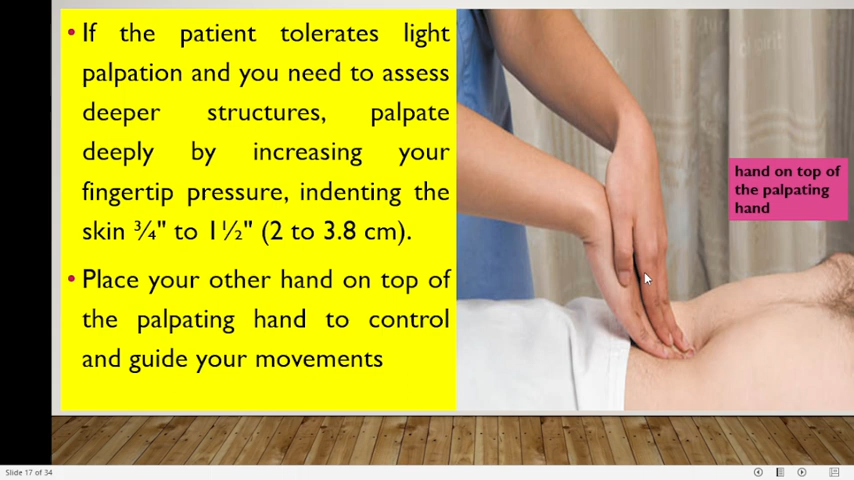 • If the patient tolerates light
palpation and you need to assess
deeper structures, palpate
deeply by increasing your
fingertip pressure, indenting the
skin ¾" to 1½" (2 to 3.8 cm).
• Place your other hand on top of
the palpating hand to control
and guide your movements
hand on top of
the palpating
hand
Slide 17 of 34